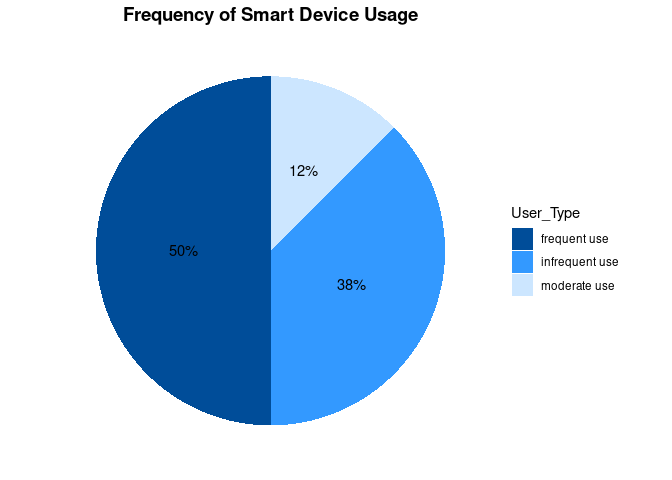 Frequency of Smart Device Usage
12%
50%
38%
User_Type
frequent use
infrequent use
moderate use